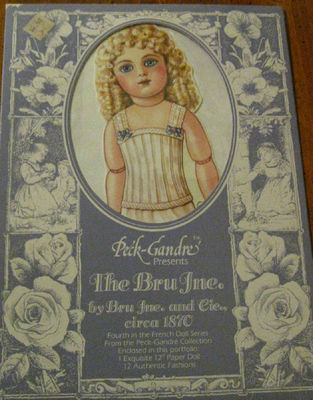 Peck-Gandré™
Presents
The Bru Jne.
by Bru Jne. and Cie.,
circa 1870
Fourth in the French Doll Series
From the Peck-Gandré Collection
Enclosed in this portfolio:
1 Exquisite 12" Paper Doll
12 Authentic Fashions